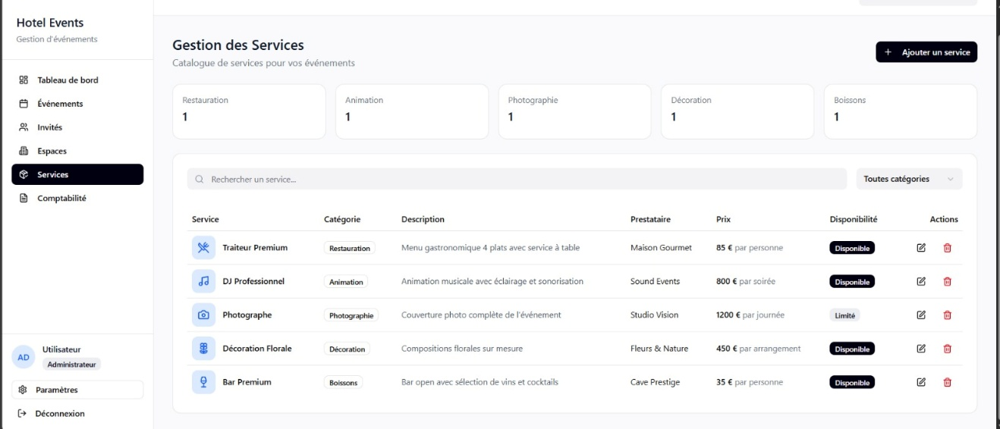 Hotel Events
Gestion d'événements
Tableau de bord
Événements
Invités
Espaces
Services
Comptabilité
AD
Utilisateur
Administrateur
Paramètres
Déconnexion
Gestion des Services
Catalogue de services pour vos événements
+ Ajouter un service
Restauration Animation Photographie Décoration Boissons
1 1 1 1 1
Rechercher un service... Toutes catégories
Service Catégorie Description Prestataire Prix Disponibilité Actions
Traiteur Premium Restauration Menu gastronomique 4 plats avec service à table Maison Gourmet 85 € par personne Disponible
DJ Professionnel Animation Animation musicale avec éclairage et sonorisation Sound Events 800 € par soirée Disponible
Photographe Photographie Couverture photo complète de l'événement Studio Vision 1200 € par journée Limité
Décoration Florale Décoration Compositions florales sur mesure Fleurs & Nature 450 € par arrangement Disponible
Bar Premium Boissons Bar open avec sélection de vins et cocktails Cave Prestige 35 € par personne Disponible